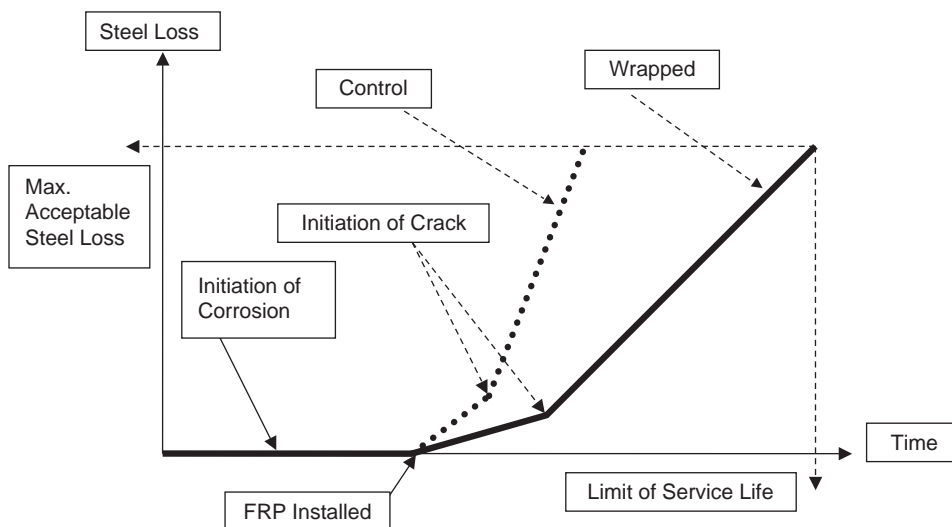 Steel Loss
Control
Wrapped
Max.
Acceptable
Steel Loss
Initiation of Crack
Initiation of
Corrosion
Time
FRP Installed
Limit of Service Life